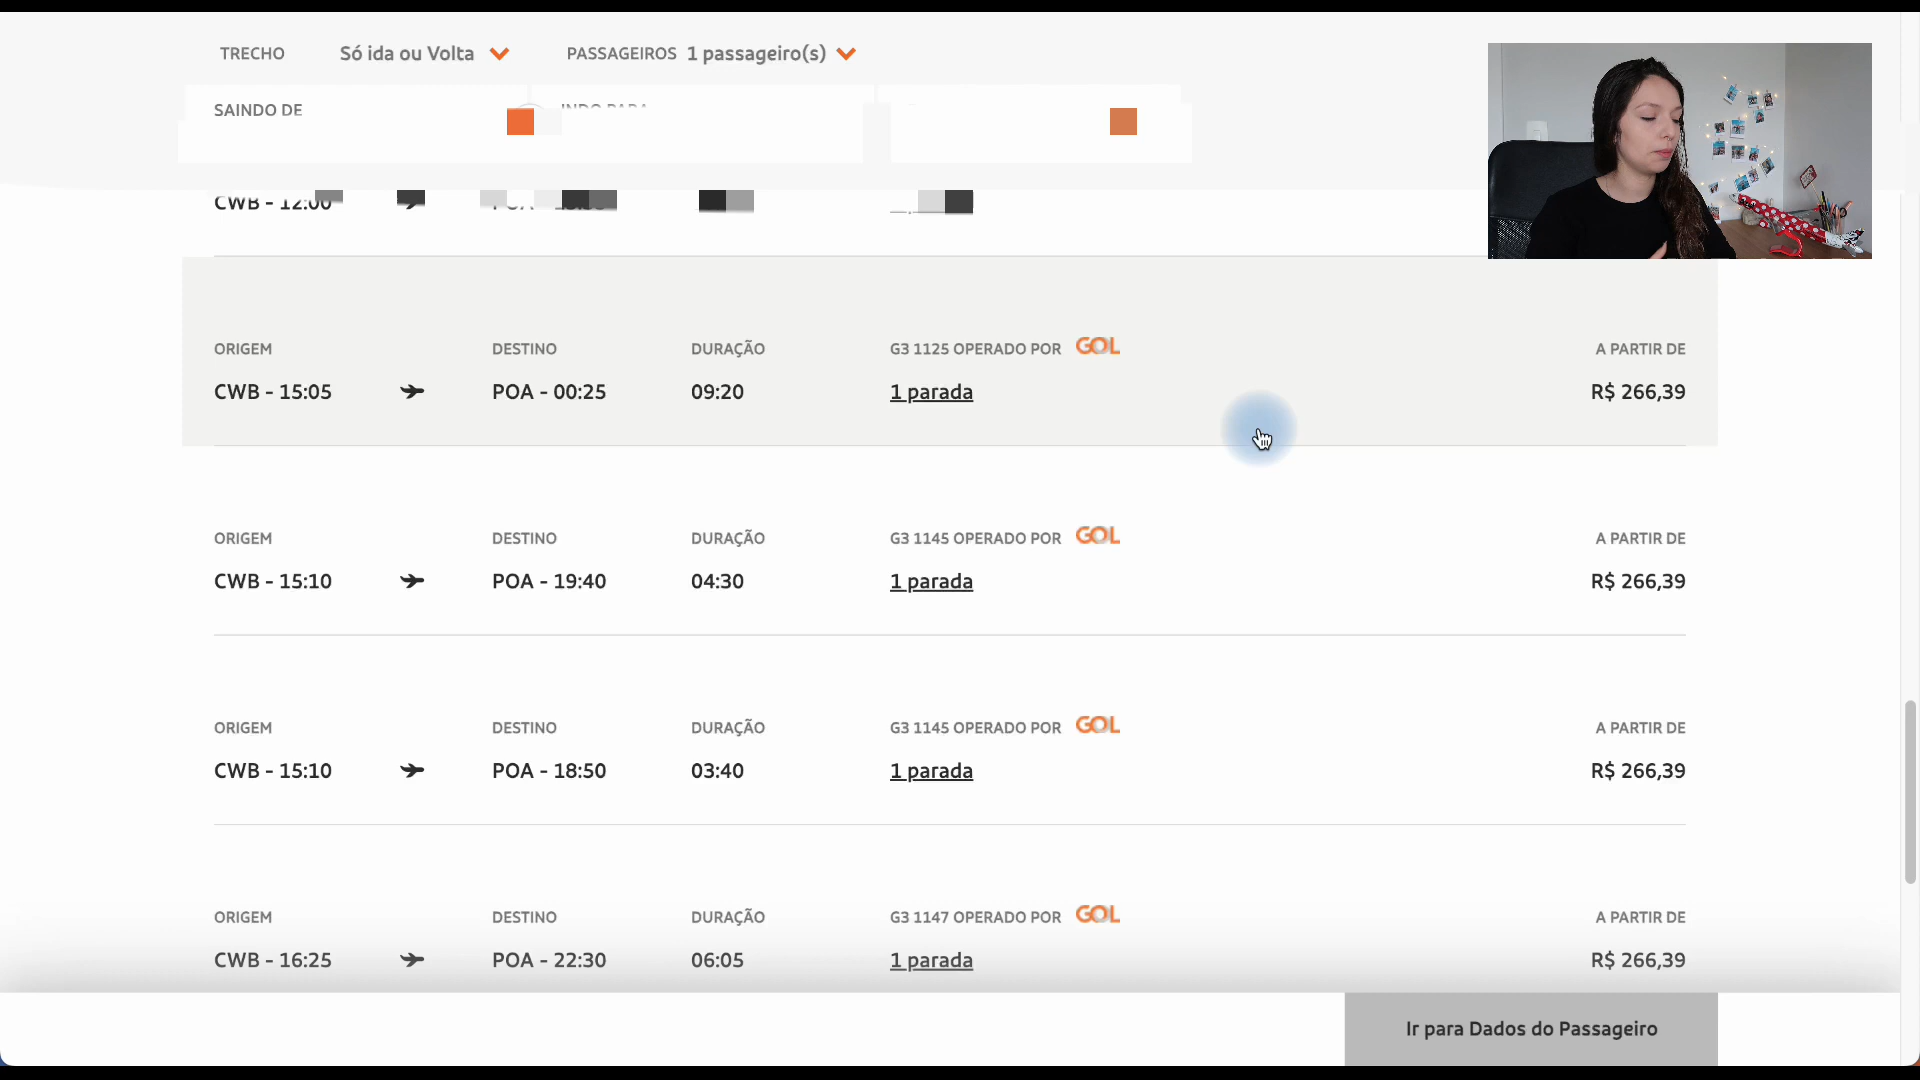 TRECHO Só ida ou Volta PASSAGEIROS 1 passageiro(s)
SAINDO DE
CWB - 12:00
ORIGEM DESTINO DURAÇÃO G3 1125 OPERADO POR GOL A PARTIR DE
CWB - 15:05 POA - 00:25 09:20 1 parada R$ 266,39
ORIGEM DESTINO DURAÇÃO G3 1145 OPERADO POR GOL A PARTIR DE
CWB - 15:10 POA - 19:40 04:30 1 parada R$ 266,39
ORIGEM DESTINO DURAÇÃO G3 1145 OPERADO POR GOL A PARTIR DE
CWB - 15:10 POA - 18:50 03:40 1 parada R$ 266,39
ORIGEM DESTINO DURAÇÃO G3 1147 OPERADO POR GOL A PARTIR DE
CWB - 16:25 POA - 22:30 06:05 1 parada R$ 266,39
Ir para Dados do Passageiro